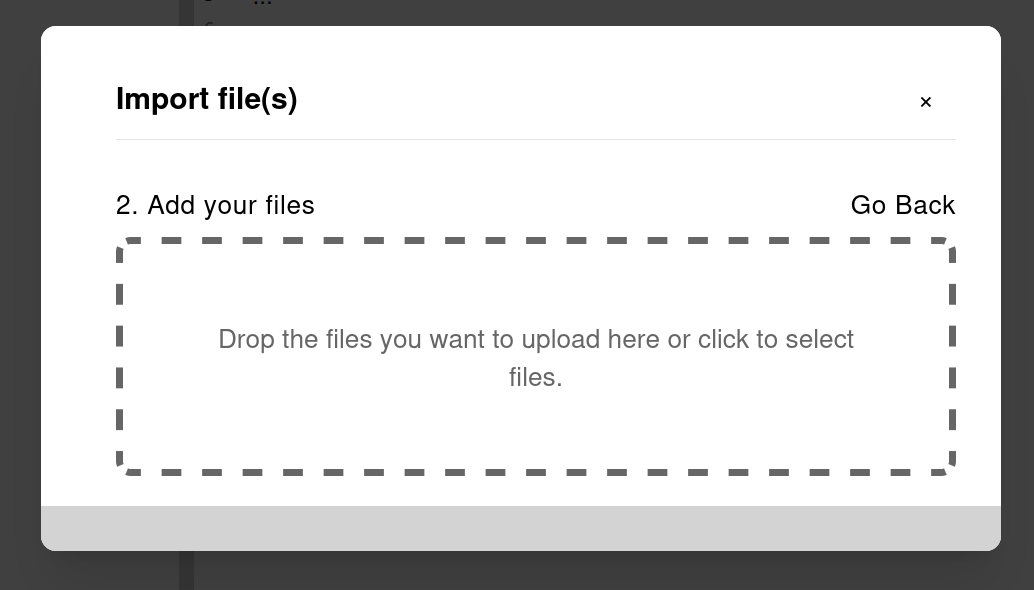 Import file(s)
×
2. Add your files
Go Back
Drop the files you want to upload here or click to select
files.